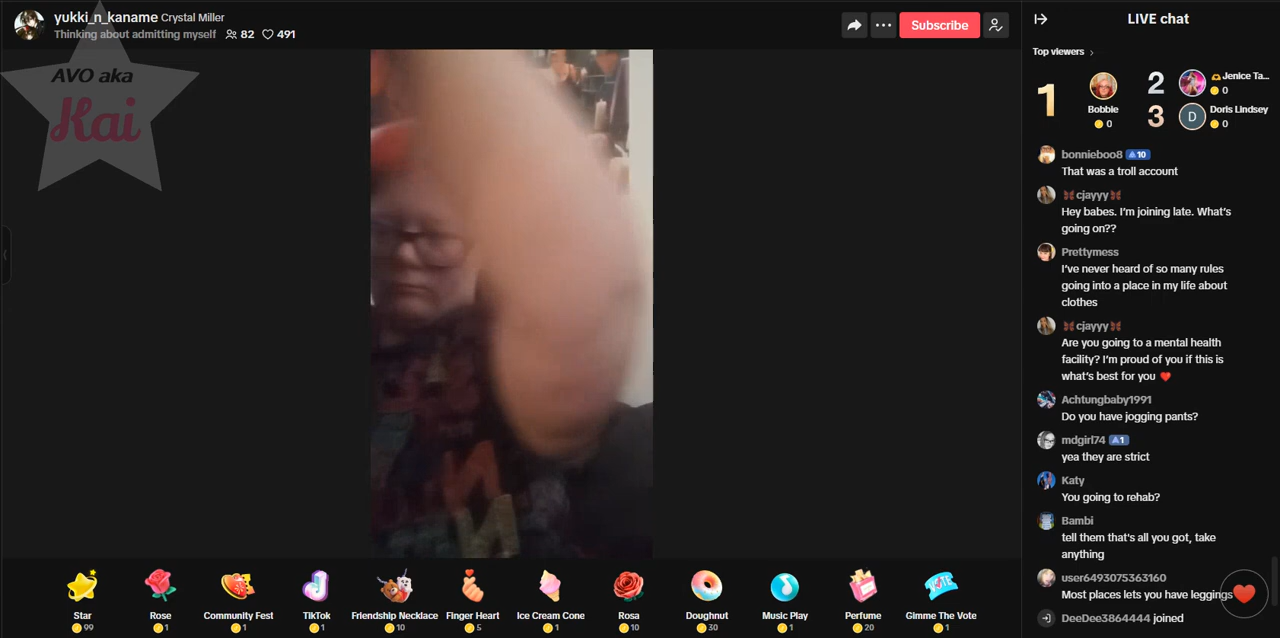 yukki_n_kaname Crystal Miller
Thinking about admitting myself 82 491
Subscribe
AVO aka
Kai
LIVE chat
Top viewers
1
Bobble
0
2
Jenice Ta...
0
3
D
Doris Lindsey
0
bonnieboo8 10
That was a troll account
cjayyy
Hey babes. I'm joining late. What's
going on??
Prettymess
I've never heard of so many rules
going into a place in my life about
clothes
cjayyy
Are you going to a mental health
facility? I'm proud of you if this is
what's best for you
Achtungbaby1991
Do you have jogging pants?
mdgirl74 1
yea they are strict
Katy
You going to rehab?
Bambi
tell them that's all you got, take
anything
user6493075363160
Most places lets you have leggings
DeeDee3864444 joined
Star
99
Rose
1
Community Fest
1
TikTok
1
Friendship Necklace
10
Finger Heart
5
Ice Cream Cone
1
Rosa
10
Doughnut
30
Music Play
1
Perfume
20
VOTE
Gimme The Vote
1